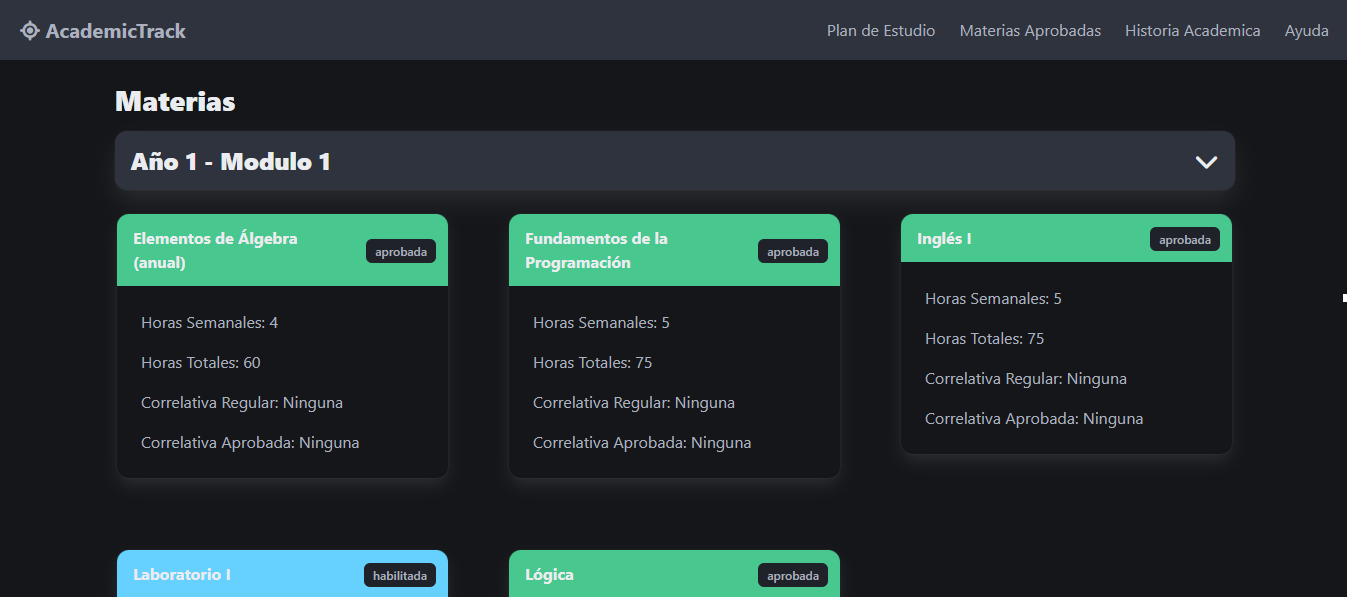 AcademicTrack
Plan de Estudio
Materias Aprobadas
Historia Academica
Ayuda
Materias
Año 1 - Modulo 1
Elementos de Álgebra
(anual)
aprobada
Horas Semanales: 4
Horas Totales: 60
Correlativa Regular: Ninguna
Correlativa Aprobada: Ninguna
Fundamentos de la
Programación
aprobada
Horas Semanales: 5
Horas Totales: 75
Correlativa Regular: Ninguna
Correlativa Aprobada: Ninguna
Inglés I
aprobada
Horas Semanales: 5
Horas Totales: 75
Correlativa Regular: Ninguna
Correlativa Aprobada: Ninguna
Laboratorio I
habilitada
Lógica
aprobada